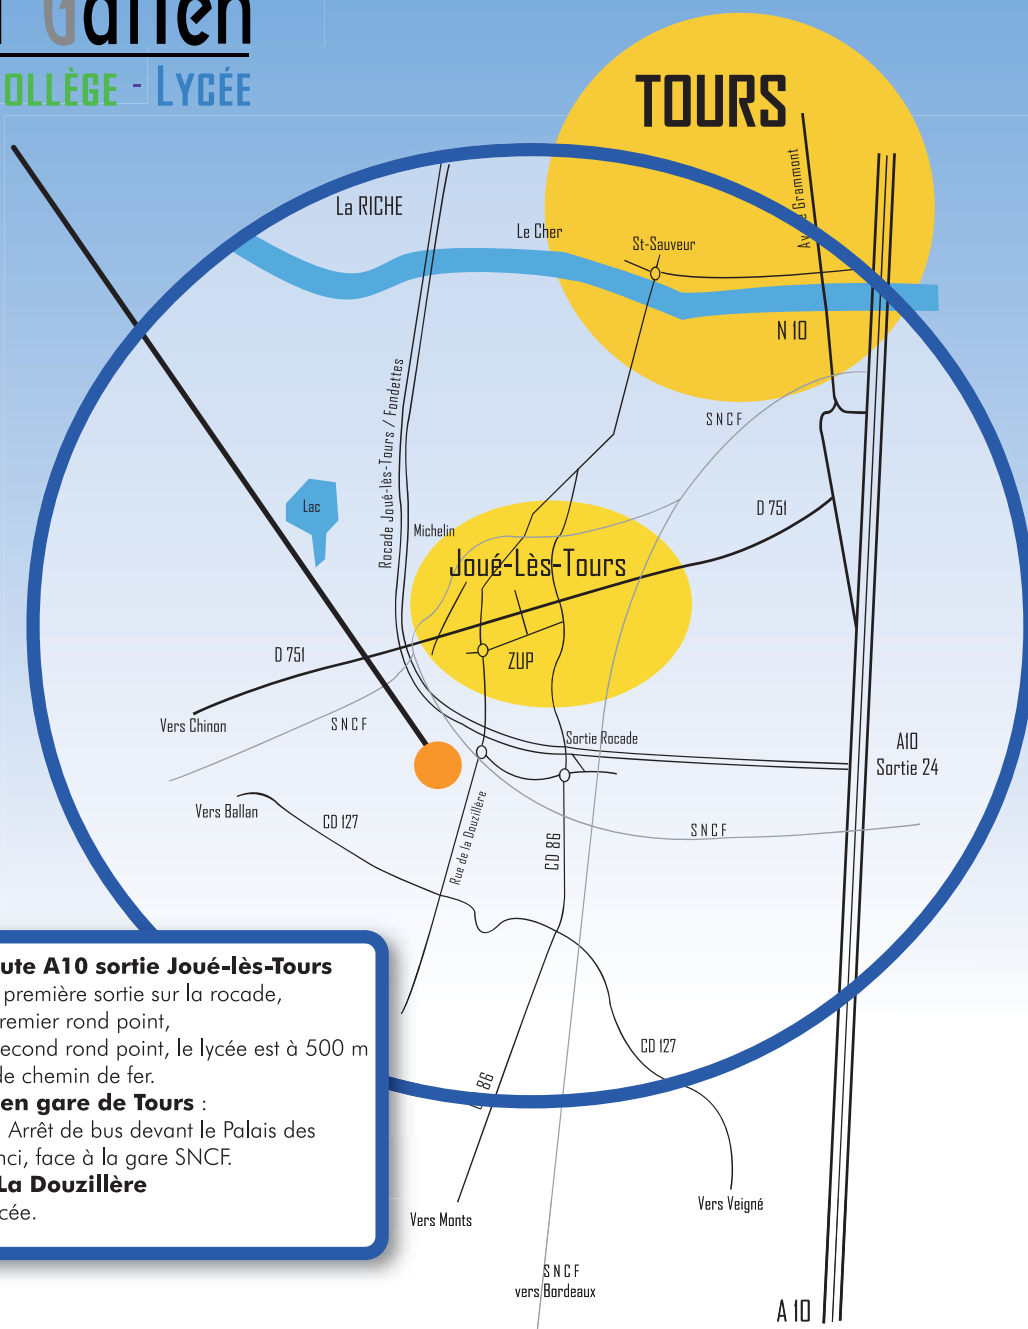 Gatien
OLLÈGE - LYCÉE
TOURS
La RICHE
Le Cher
St-Sauveur
Grammont
N 10
Rocade Joué-lès-Tours / Fondettes
SNCF
Lac
Michelin
D 751
Joué-Lès-Tours
D 751
ZUP
Vers Chinon
SNCF
Sortie Rocade
A10
Sortie 24
Vers Ballan
CD 127
Rue de la Douzillère
CD 86
SNCF
ute A10 sortie Joué-lès-Tours
première sortie sur la rocade,
remier rond point,
econd rond point, le lycée est à 500 m
de chemin de fer.
en gare de Tours :
Arrêt de bus devant le Palais des
nci, face à la gare SNCF.
La Douzillère
cée.
CD 127
86
Vers Monts
Vers Veigné
SNCF
vers Bordeaux
A 10